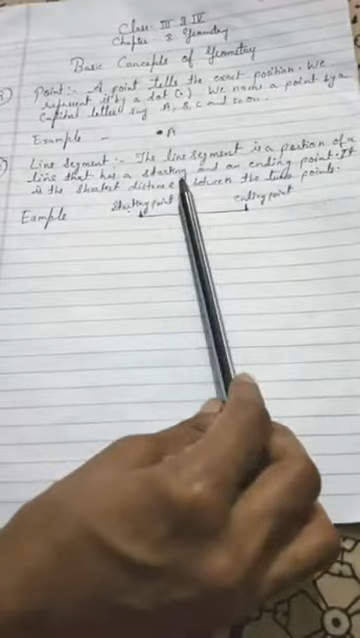 Class - III & IV
Chapter - 3 Geometry
Basic Concepts of Geometry
Point :- A point tells the exact position. We
represent it by a dot (.) We name a point by a
Capital letter say A, B, C and so on.
Example - • A
Line Segment :- The line segment is a portion of a
line that has a starting and an ending point. It
is the shortest distance between the two points.
Eample Starting point Ending point